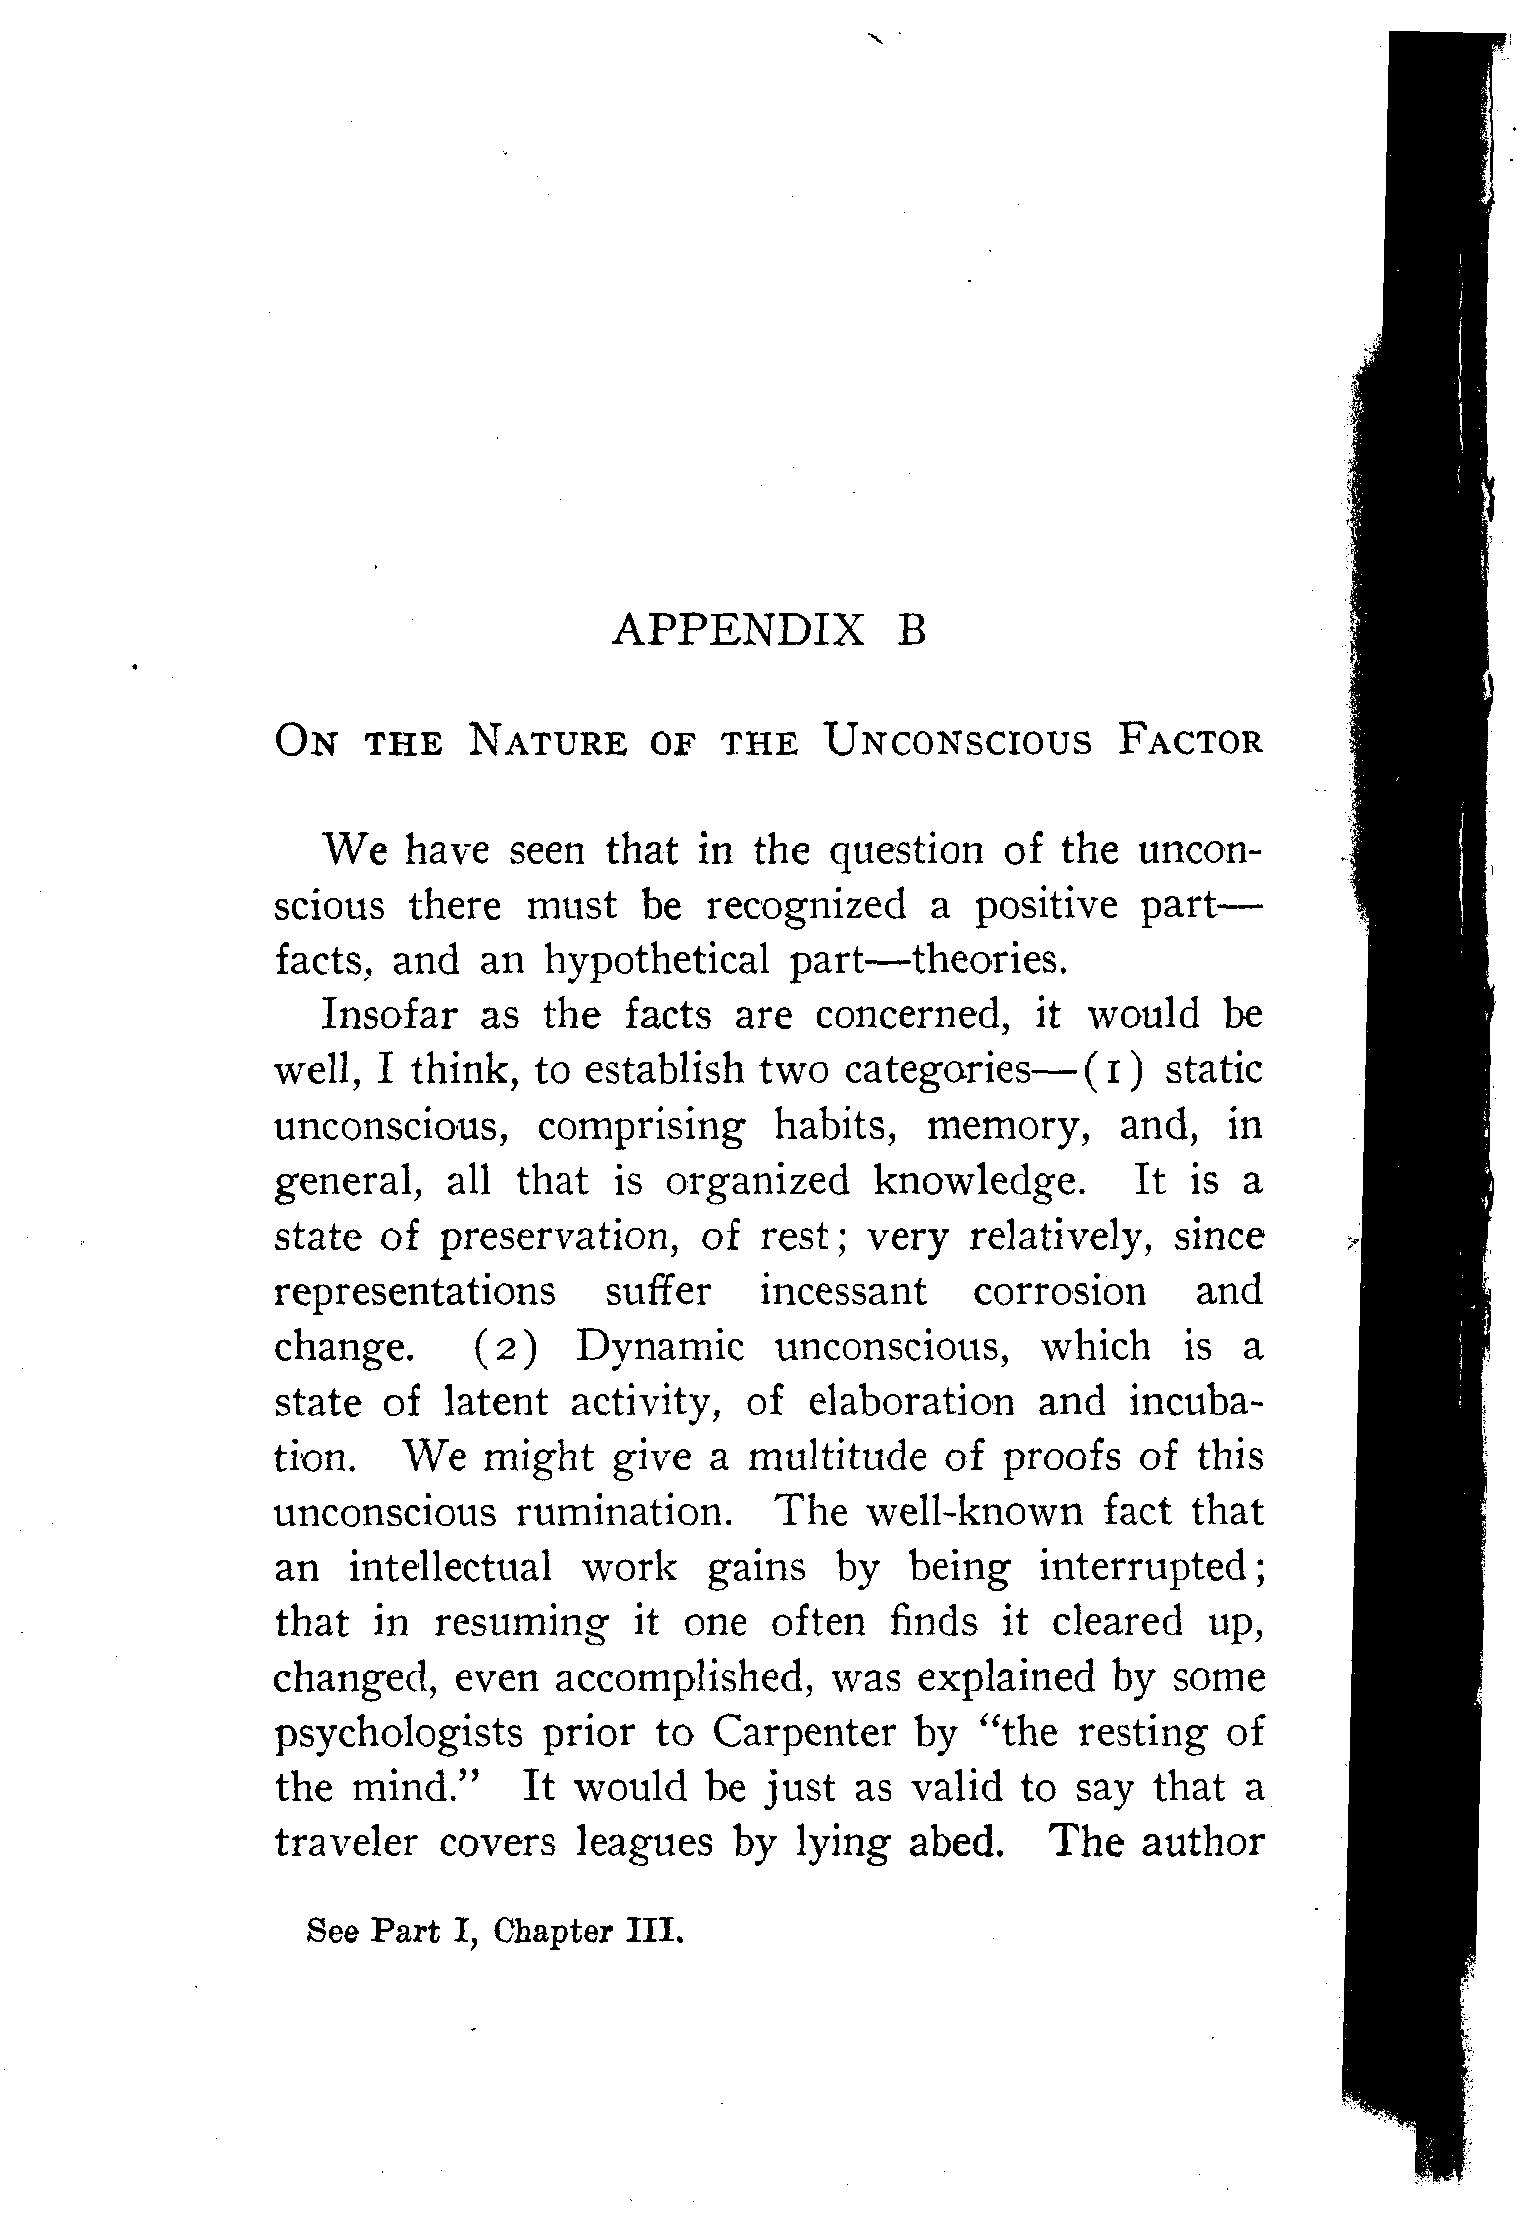 APPENDIX B
ON THE NATURE OF THE UNCONSCIOUS FACTOR
We have seen that in the question of the uncon-
scious there must be recognized a positive part—
facts, and an hypothetical part—theories.
Insofar as the facts are concerned, it would be
well, I think, to establish two categories—(1) static
unconscious, comprising habits, memory, and, in
general, all that is organized knowledge. It is a
state of preservation, of rest; very relatively, since
representations suffer incessant corrosion and
change. (2) Dynamic unconscious, which is a
state of latent activity, of elaboration and incuba-
tion. We might give a multitude of proofs of this
unconscious rumination. The well-known fact that
an intellectual work gains by being interrupted;
that in resuming it one often finds it cleared up,
changed, even accomplished, was explained by some
psychologists prior to Carpenter by “the resting of
the mind.” It would be just as valid to say that a
traveler covers leagues by lying abed. The author
See Part I, Chapter III.